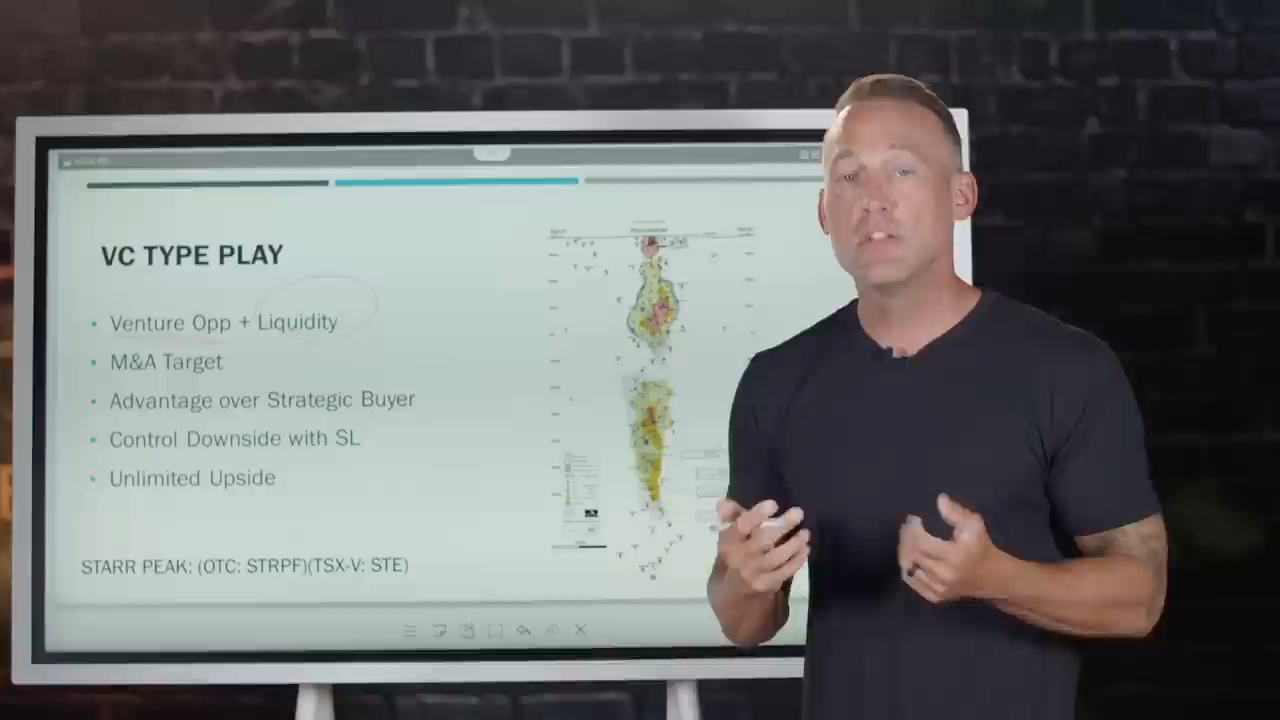 VC TYPE PLAY
• Venture Opp + Liquidity
• M&A Target
• Advantage over Strategic Buyer
• Control Downside with SL
• Unlimited Upside
STARR PEAK: (OTC: STRPF)(TSX-V: STE)